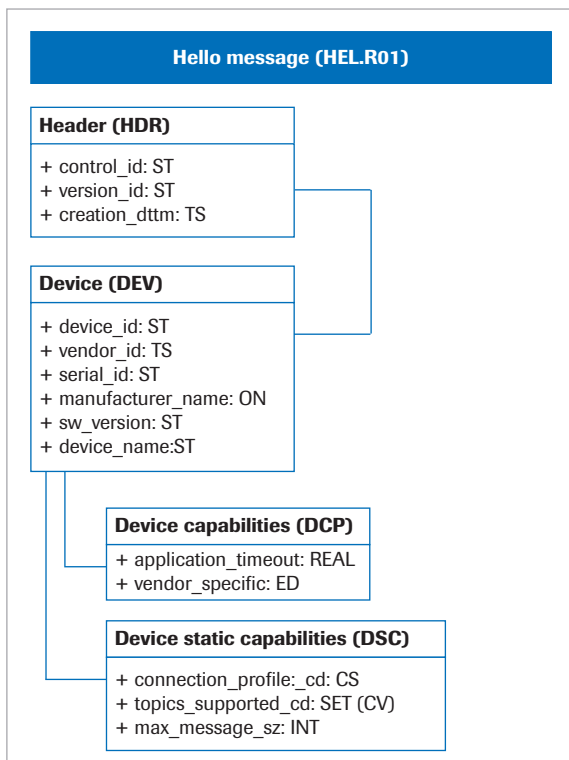 Hello message (HEL.R01)
Header (HDR)
+ control_id: ST
+ version_id: ST
+ creation_dttm: TS
Device (DEV)
+ device_id: ST
+ vendor_id: TS
+ serial_id: ST
+ manufacturer_name: ON
+ sw_version: ST
+ device_name:ST
Device capabilities (DCP)
+ application_timeout: REAL
+ vendor_specific: ED
Device static capabilities (DSC)
+ connection_profile:_cd: CS
+ topics_supported_cd: SET (CV)
+ max_message_sz: INT